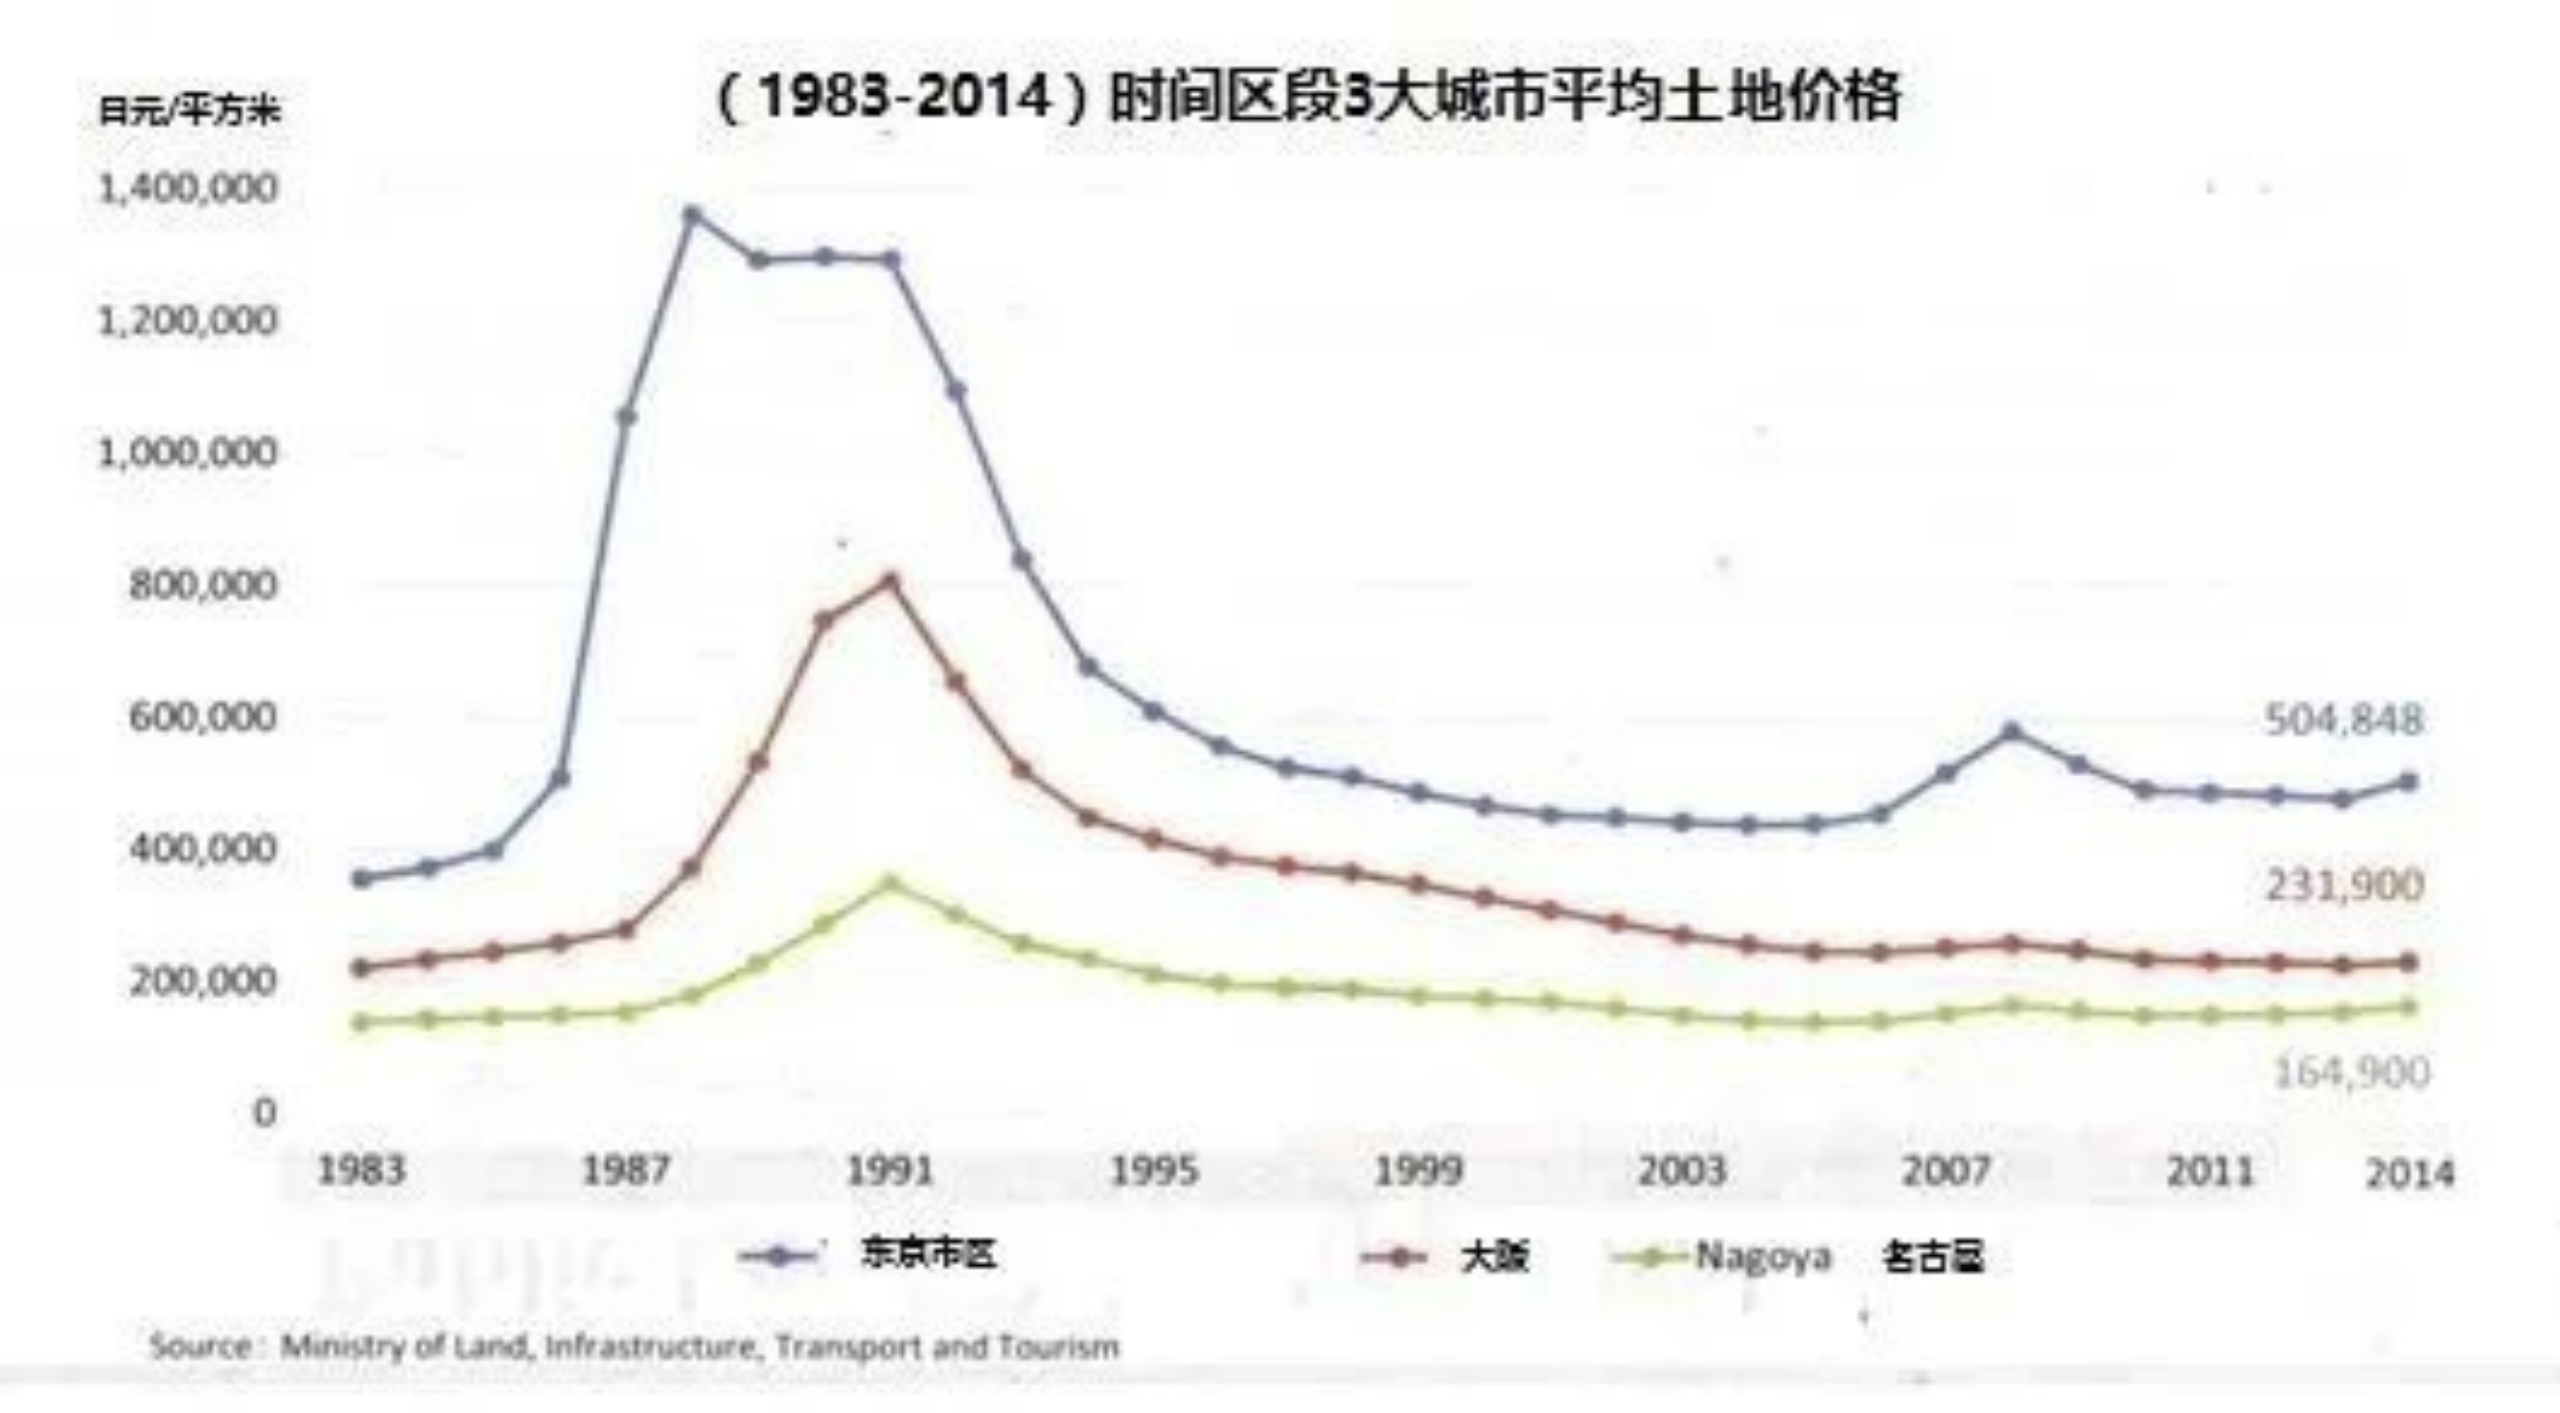 （1983-2014）时间区段3大城市平均土地价格
日元/平方米
1,400,000
1,200,000
1,000,000
800,000
600,000
400,000
200,000
0
504,848
231,900
164,900
1983 1987 1991 1995 1999 2003 2007 2011 2014
东京市区 大阪 Nagoya 名古屋
Source: Ministry of Land, Infrastructure, Transport and Tourism